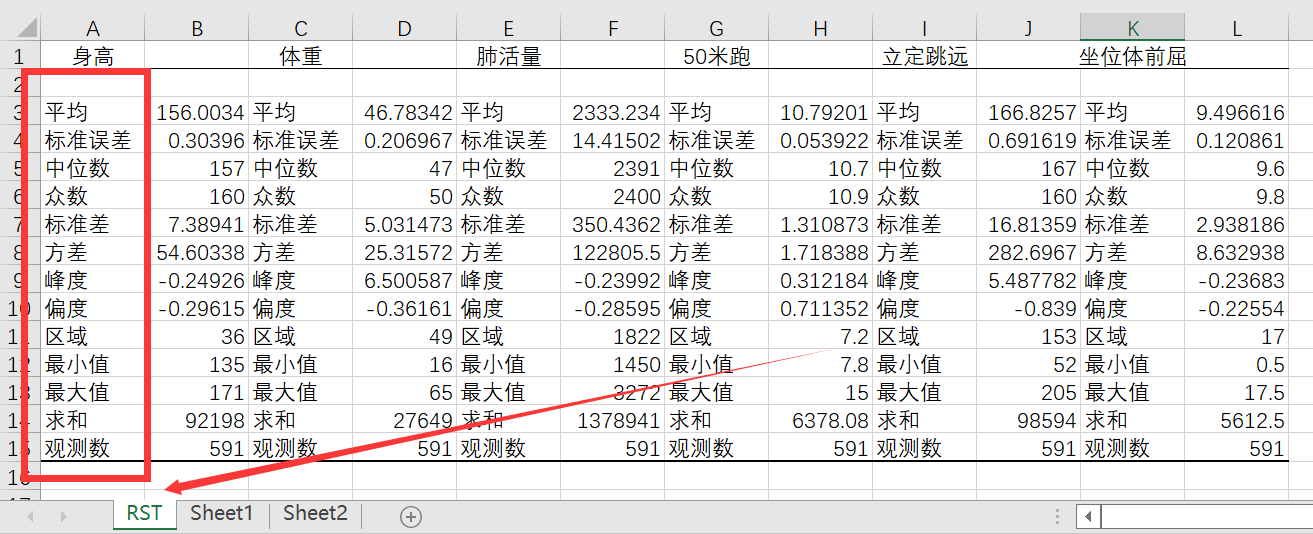 A B C D E F G H I J K L
1 身高 体重 肺活量 50米跑 立定跳远 坐位体前屈
2
3 平均 156.0034 平均 46.78342 平均 2333.234 平均 10.79201 平均 166.8257 平均 9.496616
4 标准误差 0.30396 标准误差 0.206967 标准误差 14.41502 标准误差 0.053922 标准误差 0.691619 标准误差 0.120861
5 中位数 157 中位数 47 中位数 2391 中位数 10.7 中位数 167 中位数 9.6
6 众数 160 众数 50 众数 2400 众数 10.9 众数 160 众数 9.8
7 标准差 7.38941 标准差 5.031473 标准差 350.4362 标准差 1.310873 标准差 16.81359 标准差 2.938186
8 方差 54.60338 方差 25.31572 方差 122805.5 方差 1.718388 方差 282.6967 方差 8.632938
9 峰度 -0.24926 峰度 6.500587 峰度 -0.23992 峰度 0.312184 峰度 5.487782 峰度 -0.23683
10 偏度 -0.29615 偏度 -0.36161 偏度 -0.28595 偏度 0.711352 偏度 -0.839 偏度 -0.22554
11 区域 36 区域 49 区域 1822 区域 7.2 区域 153 区域 17
12 最小值 135 最小值 16 最小值 1450 最小值 7.8 最小值 52 最小值 0.5
13 最大值 171 最大值 65 最大值 3272 最大值 15 最大值 205 最大值 17.5
14 求和 92198 求和 27649 求和 1378941 求和 6378.08 求和 98594 求和 5612.5
15 观测数 591 观测数 591 观测数 591 观测数 591 观测数 591 观测数 591
16
17
RST Sheet1 Sheet2